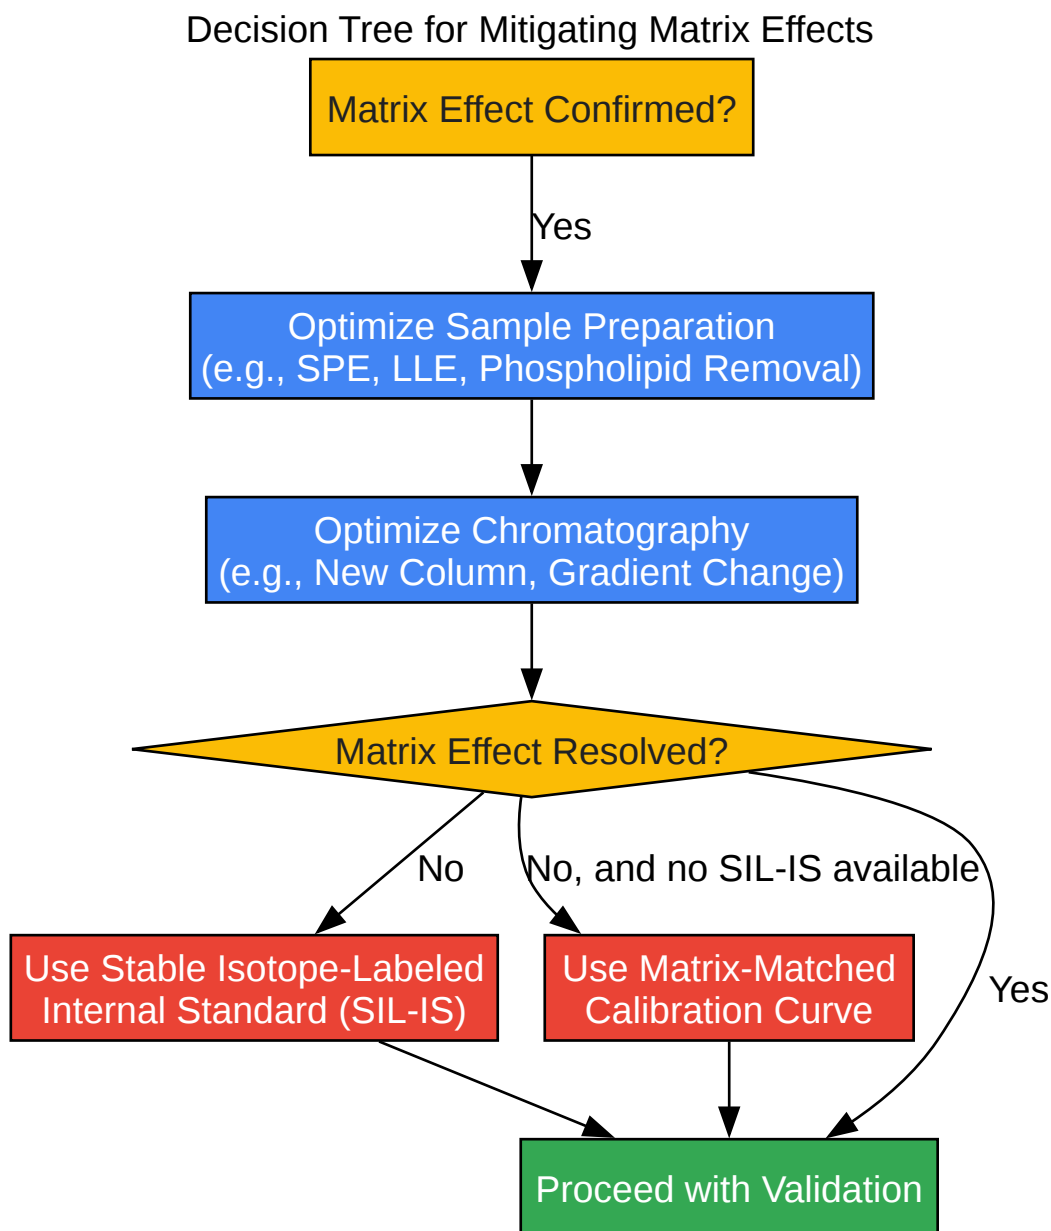 Decision Tree for Mitigating Matrix Effects
Matrix Effect Confirmed?
Yes
Optimize Sample Preparation
(e.g., SPE, LLE, Phospholipid Removal)
Optimize Chromatography
(e.g., New Column, Gradient Change)
Matrix Effect Resolved?
No
No, and no SIL-IS available
Use Stable Isotope-Labeled
Internal Standard (SIL-IS)
Use Matrix-Matched
Calibration Curve
Yes
Proceed with Validation